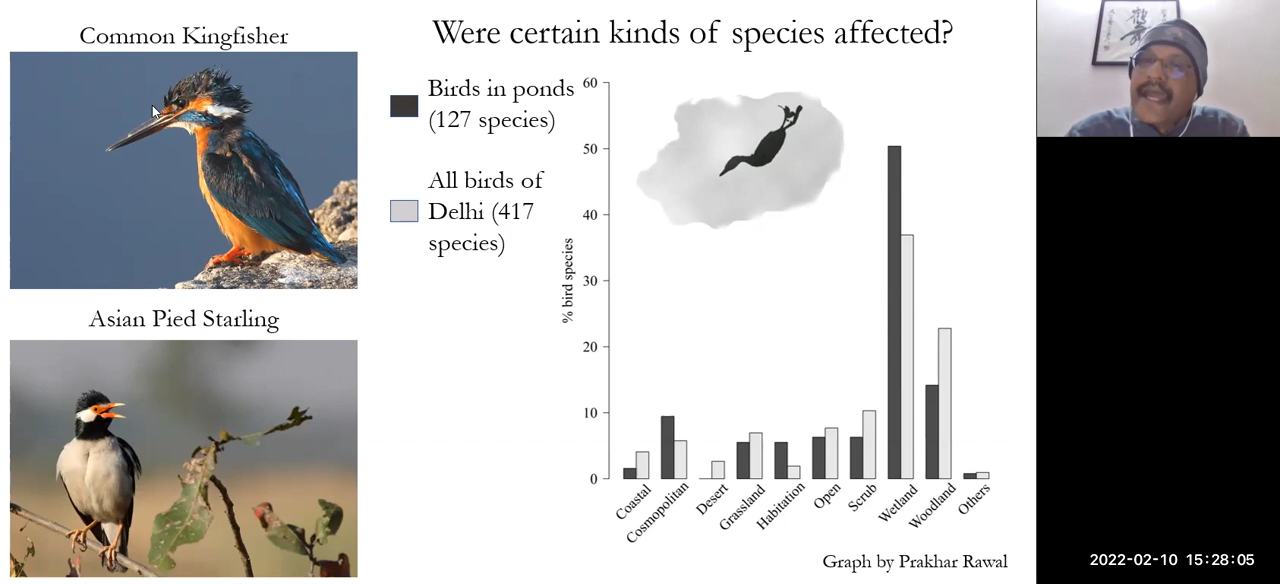 Common Kingfisher
Asian Pied Starling
Were certain kinds of species affected?
Birds in ponds
(127 species)
All birds of
Delhi (417
species)
% bird species
60
50
40
30
20
10
0
Coastal
Cosmopolitan
Desert
Grassland
Habitation
Open
Scrub
Wetland
Woodland
Others
Graph by Prakhar Rawal
2022-02-10 15:28:05